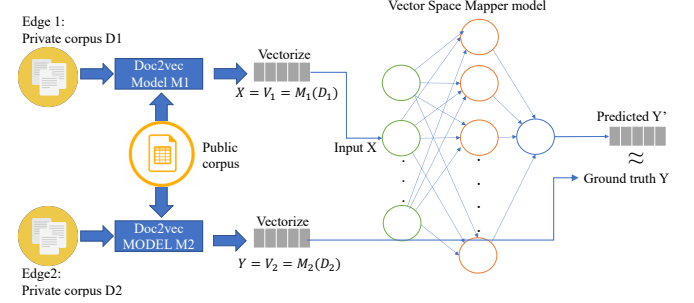 Vector Space Mapper model
Edge 1:
Private corpus D1
Doc2vec
Model M1
Vectorize
X = V₁ = M₁(D₁)
Public
corpus
Input X
Predicted Y’
≈
Ground truth Y
Doc2vec
MODEL M2
Vectorize
Y = V₂ = M₂(D₂)
Edge2:
Private corpus D2